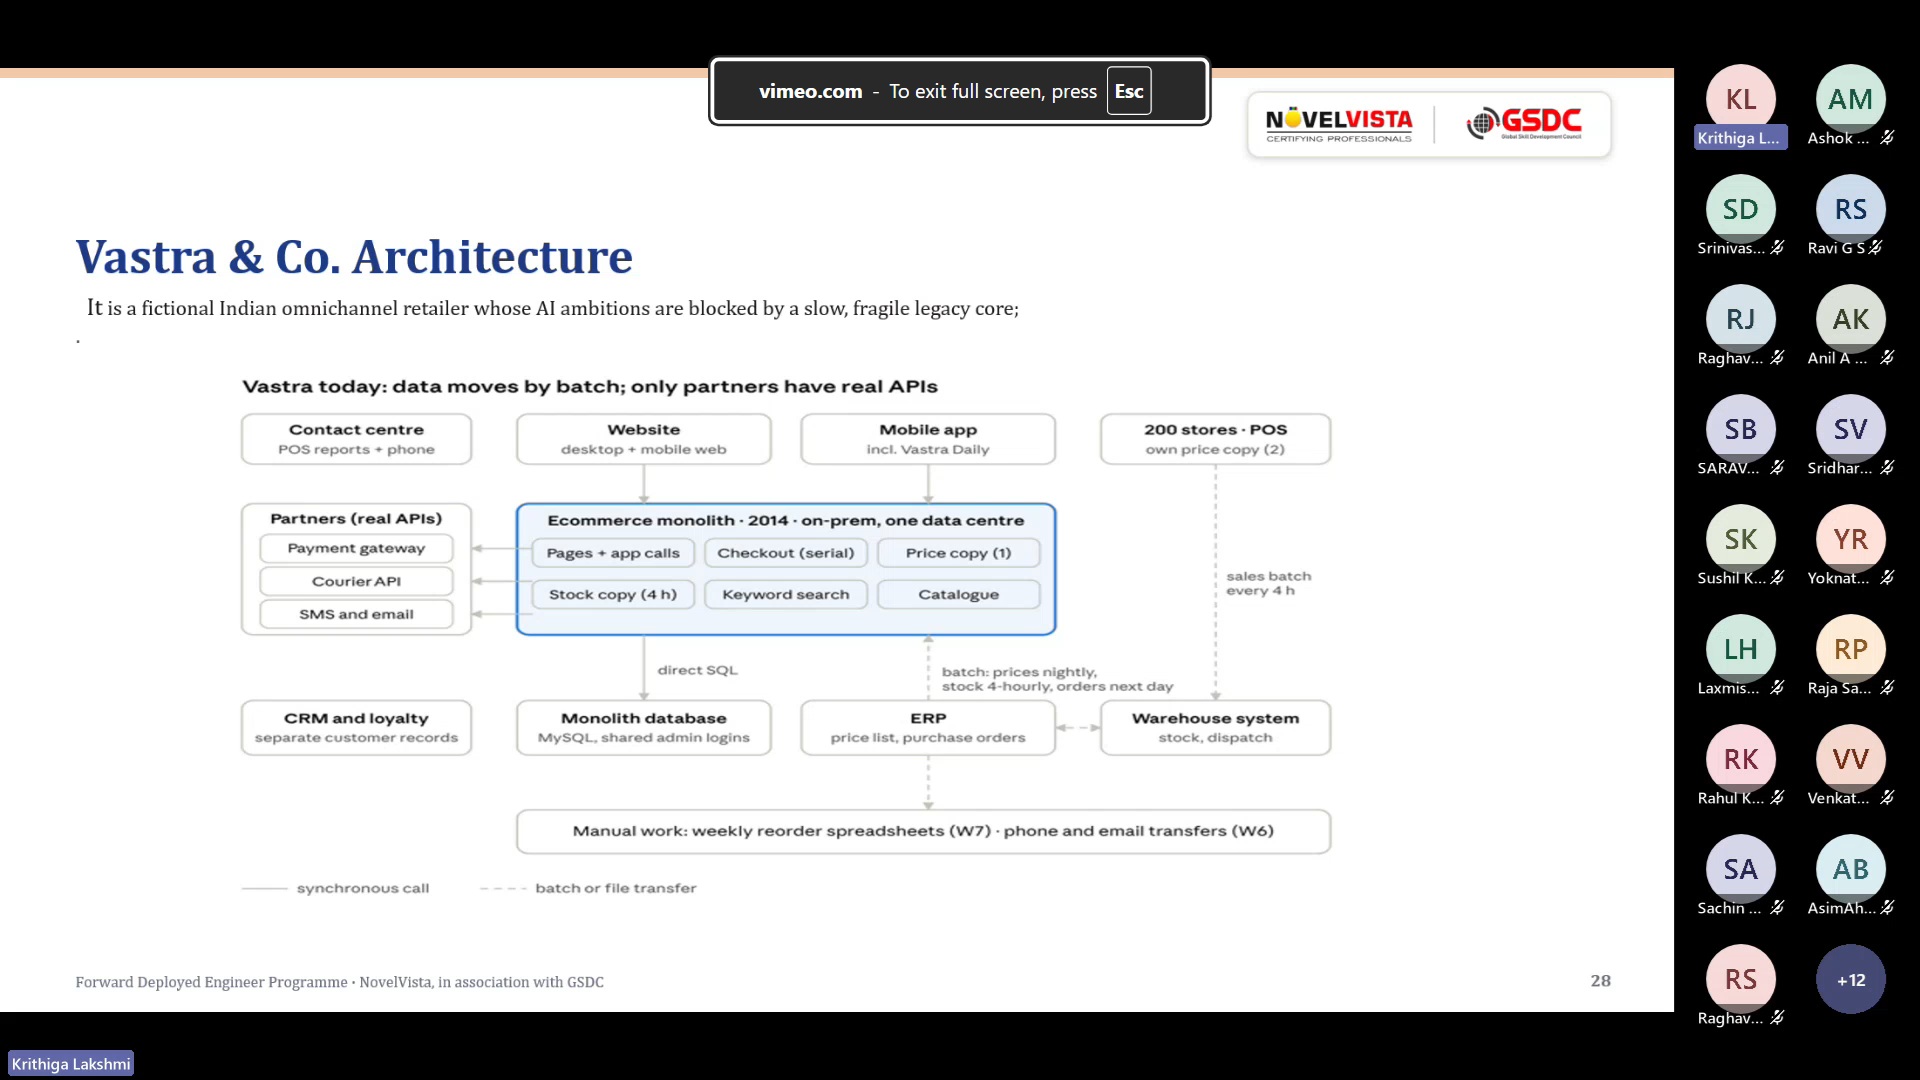 vimeo.com - To exit full screen, press Esc
NOVELVISTA
CERTIFYING PROFESSIONALS
GSDC
Global Skill Development Council
Vastra & Co. Architecture
It is a fictional Indian omnichannel retailer whose AI ambitions are blocked by a slow, fragile legacy core;
.
Vastra today: data moves by batch; only partners have real APIs
Contact centre
POS reports + phone
Website
desktop + mobile web
Mobile app
incl. Vastra Daily
200 stores · POS
own price copy (2)
Partners (real APIs)
Payment gateway
Courier API
SMS and email
Ecommerce monolith · 2014 · on-prem, one data centre
Pages + app calls
Checkout (serial)
Price copy (1)
Stock copy (4 h)
Keyword search
Catalogue
sales batch
every 4 h
direct SQL
batch: prices nightly,
stock 4-hourly, orders next day
CRM and loyalty
separate customer records
Monolith database
MySQL, shared admin logins
ERP
price list, purchase orders
Warehouse system
stock, dispatch
Manual work: weekly reorder spreadsheets (W7) · phone and email transfers (W6)
synchronous call
batch or file transfer
Forward Deployed Engineer Programme · NovelVista, in association with GSDC
28
KL
Krithiga L...
AM
Ashok ...
SD
Srinivas...
RS
Ravi G S
RJ
Raghav...
AK
Anil A ...
SB
SARAV...
SV
Sridhar...
SK
Sushil K...
YR
Yoknat...
LH
Laxmis...
RP
Raja Sa...
RK
Rahul K...
VV
Venkat...
SA
Sachin ...
AB
AsimAh...
RS
Raghav...
+12
Krithiga Lakshmi